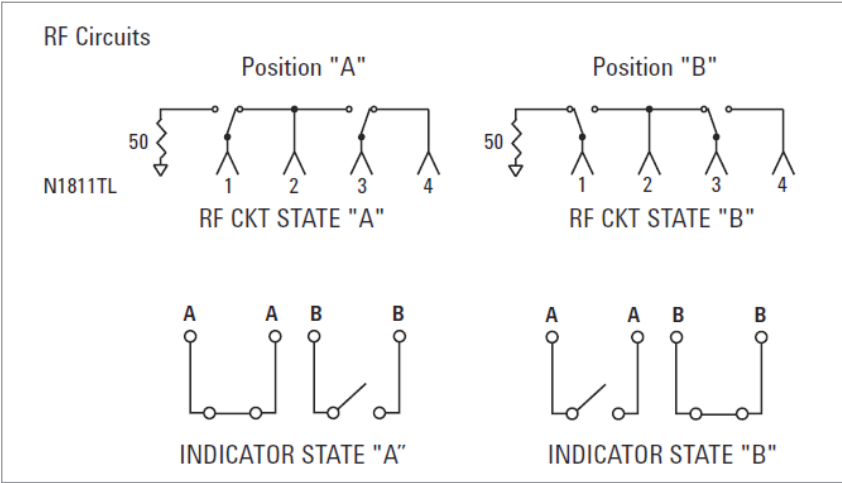 RF Circuits
Position "A" Position "B"
50 50
N1811TL 1 2 3 4 1 2 3 4
RF CKT STATE "A" RF CKT STATE "B"
A A B B A A B B
INDICATOR STATE "A” INDICATOR STATE "B"